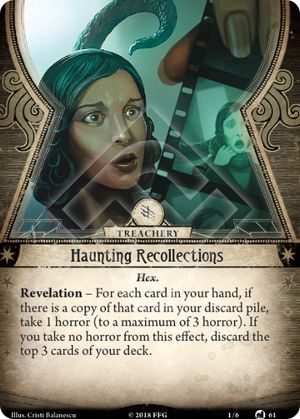 TREACHERY
Haunting Recollections
Hex.
Revelation – For each card in your hand, if
there is a copy of that card in your discard pile,
take 1 horror (to a maximum of 3 horror). If
you take no horror from this effect, discard the
top 3 cards of your deck.
Illus. Cristi Balanescu © 2018 FFG 1/6 61